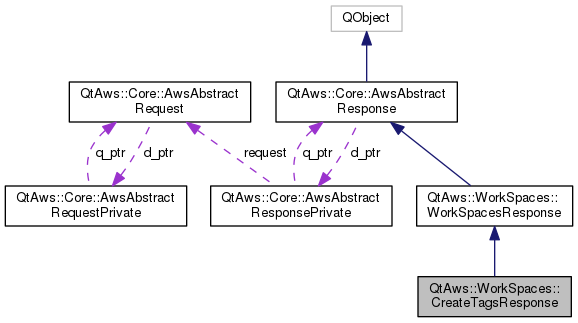 QObject
QtAws::Core::AwsAbstract
Request
QtAws::Core::AwsAbstract
Response
q_ptr
d_ptr
request
q_ptr
d_ptr
QtAws::Core::AwsAbstract
RequestPrivate
QtAws::Core::AwsAbstract
ResponsePrivate
QtAws::WorkSpaces::
WorkSpacesResponse
QtAws::WorkSpaces::
CreateTagsResponse